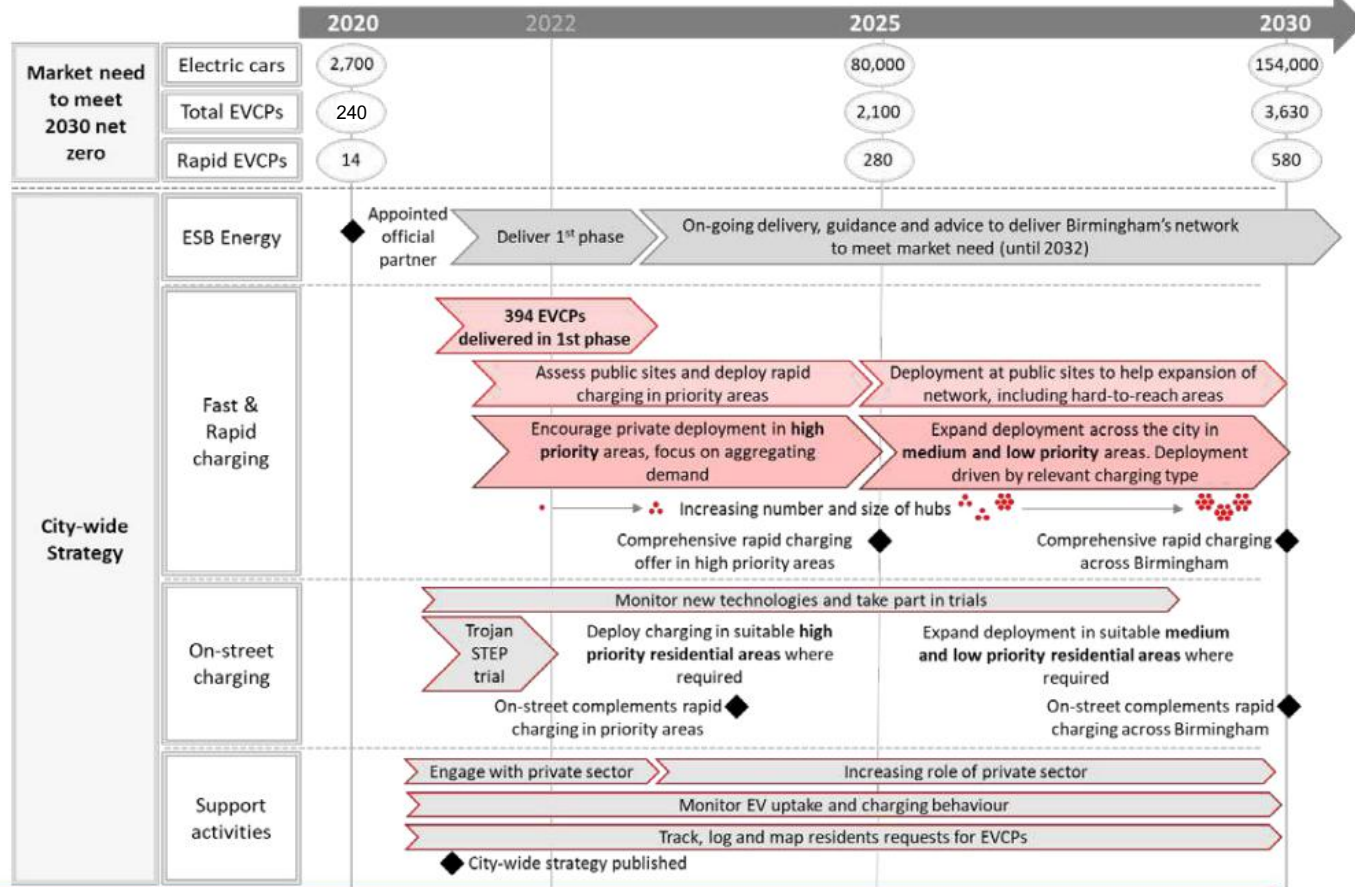 2020
2022
2025
2030
Market need
to meet
2030 net
zero
Electric cars
2,700
80,000
154,000
Total EVCPs
240
2,100
3,630
Rapid EVCPs
14
280
580
City-wide
Strategy
ESB Energy
Appointed
official
partner
Deliver 1st phase
On-going delivery, guidance and advice to deliver Birmingham's network
to meet market need (until 2032)
Fast &
Rapid
charging
394 EVCPs
delivered in 1st phase
Assess public sites and deploy rapid
charging in priority areas
Deployment at public sites to help expansion of
network, including hard-to-reach areas
Encourage private deployment in high
priority areas, focus on aggregating
demand
Expand deployment across the city in
medium and low priority areas. Deployment
driven by relevant charging type
Increasing number and size of hubs
Comprehensive rapid charging
offer in high priority areas
Comprehensive rapid charging
across Birmingham
On-street
charging
Monitor new technologies and take part in trials
Trojan
STEP
trial
Deploy charging in suitable high
priority residential areas where
required
Expand deployment in suitable medium
and low priority residential areas where
required
On-street complements rapid
charging in priority areas
On-street complements rapid
charging across Birmingham
Support
activities
Engage with private sector
Increasing role of private sector
Monitor EV uptake and charging behaviour
Track, log and map residents requests for EVCPs
City-wide strategy published